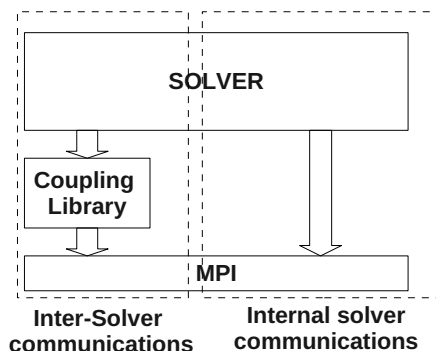 SOLVER
Coupling
Library
MPI
Inter-Solver
communications
Internal solver
communications